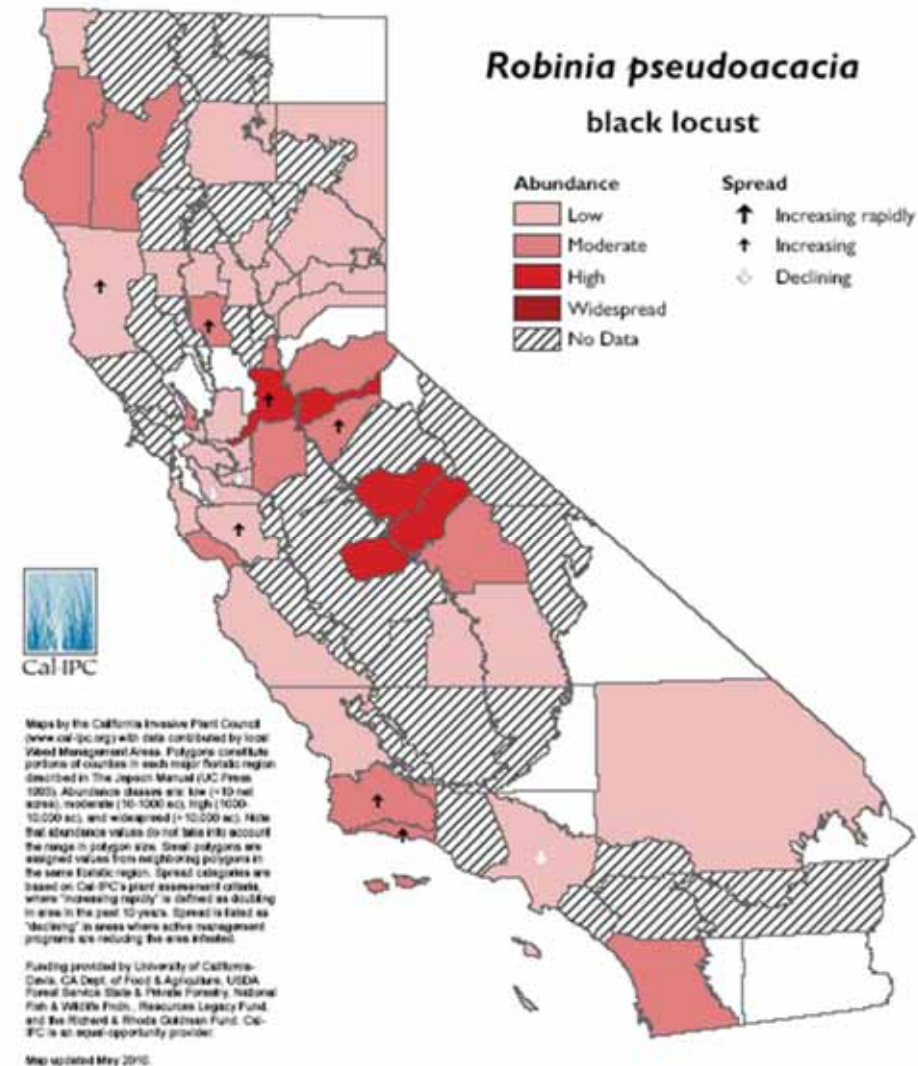 Robinia pseudoacacia
black locust
Abundance
Low
Moderate
High
Widespread
No Data
Spread
Increasing rapidly
Increasing
Declining
Cal-IPC
Maps by the California Invasive Plant Council
(www.cal-ipc.org) with data contributed by local
Weed Management Areas. Polygons constitute
portions of counties in each major floristic region
described in The Jepson Manual (UC Press
1993). Abundance classes are: low (<10 net
acres), moderate (10-1000 ac), high (1000-
10,000 ac), and widespread (>10,000 ac). Note
that abundance values do not take into account
the range in polygon size. Small polygons are
assigned values from neighboring polygons in
the same floristic region. Spread categories are
based on Cal-IPC's plant assessment criteria,
where "increasing rapidly" is defined as doubling
in area in the past 10 years. Spread is listed as
"declining" in areas where active management
programs are reducing the area infested.
Funding provided by University of California-
Davis, CA Dept. of Food & Agriculture, USDA
Forest Service State & Private Forestry, National
Fish & Wildlife Fndn., Resources Legacy Fund,
and the Richard & Rhoda Goldman Fund. Cal-
IPC is an equal-opportunity provider.
Map updated May 2010.